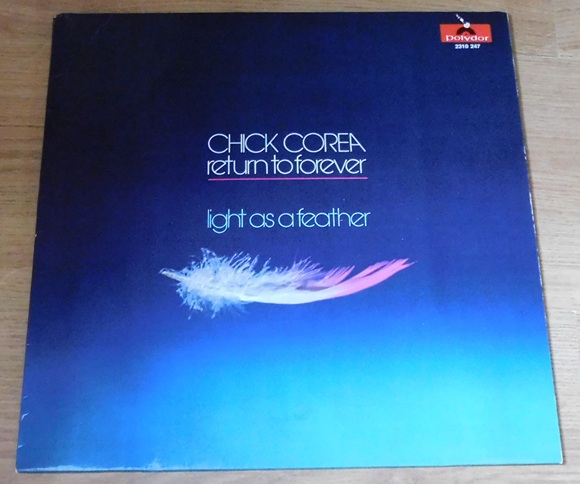 polydor
2310 247
CHICK COREA
return to forever
light as a feather